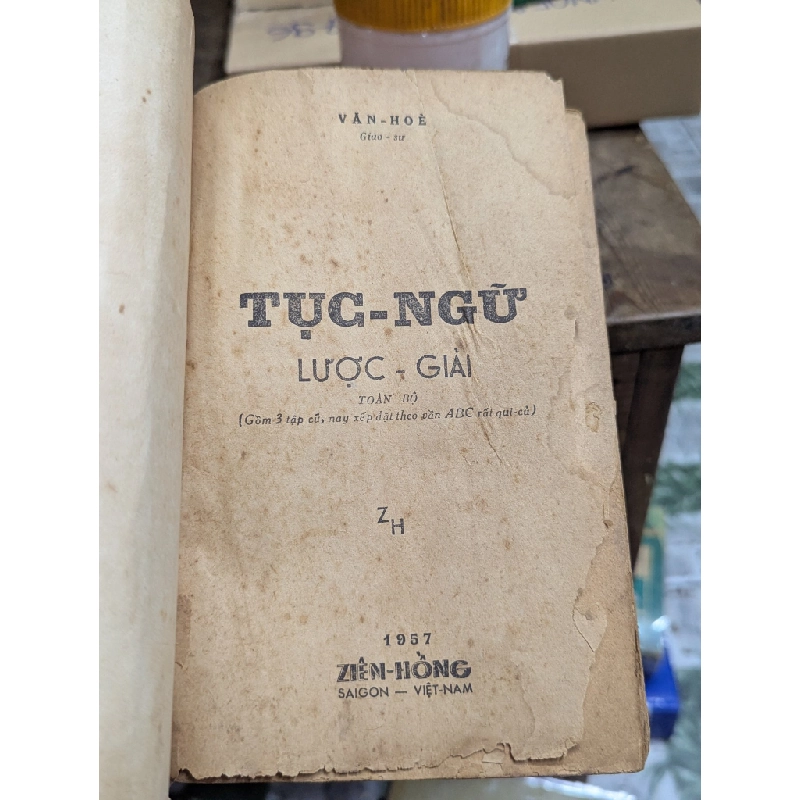 VÂN-HOÈ
Giáo-sư
TỤC-NGỮ
LƯỢC - GIẢI
TOÀN BỘ
(Gồm 3 tập cũ, nay xếp đặt theo vần ABC rất qui-củ)
ZH
1957
ZIÊN-HỒNG
SAIGON — VIỆT-NAM